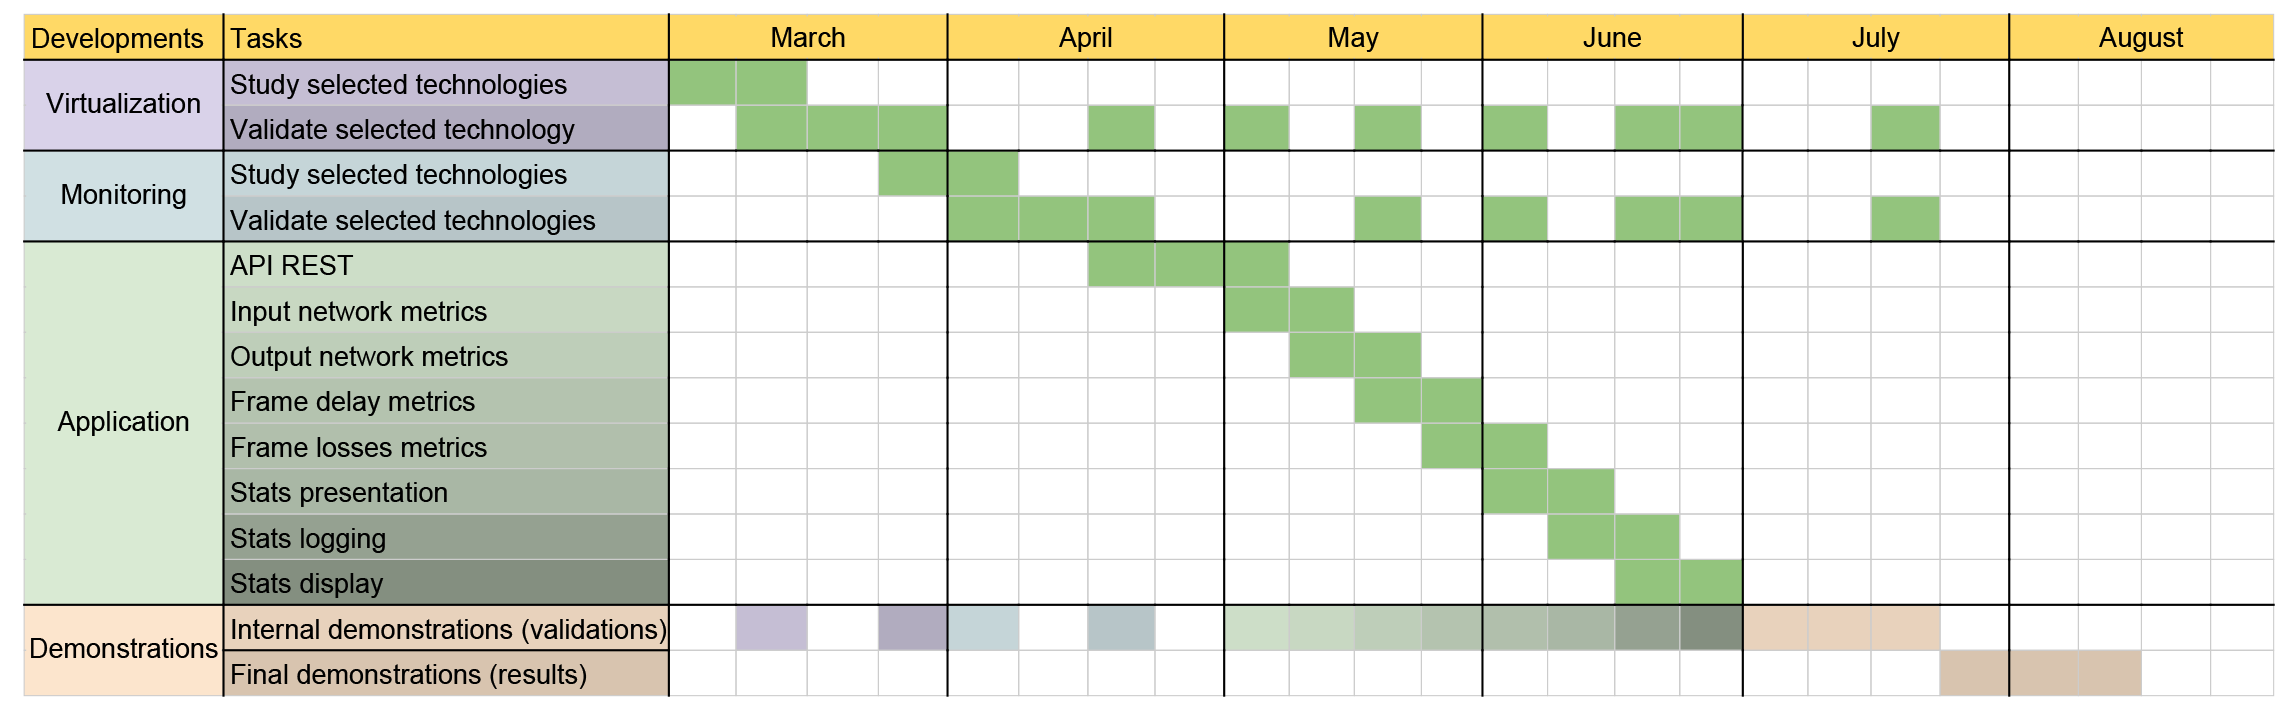 Developments Tasks March April May June July August
Virtualization
Study selected technologies
Validate selected technology
Monitoring
Study selected technologies
Validate selected technologies
Application
API REST
Input network metrics
Output network metrics
Frame delay metrics
Frame losses metrics
Stats presentation
Stats logging
Stats display
Demonstrations
Internal demonstrations (validations)
Final demonstrations (results)